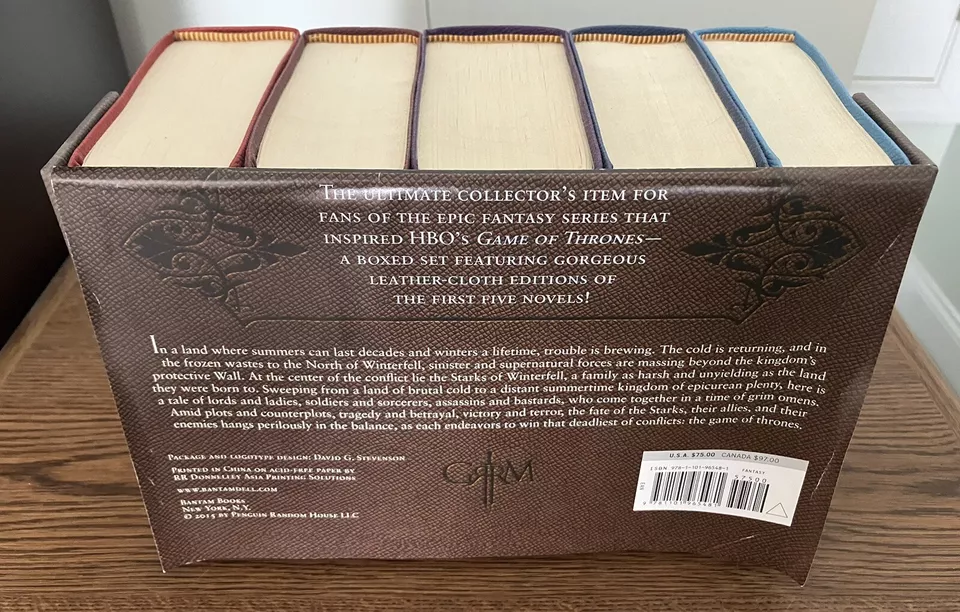 The ultimate collector's item for
fans of the epic fantasy series that
inspired HBO's Game of Thrones—
a boxed set featuring gorgeous
leather-cloth editions of
the first five novels!
In a land where summers can last decades and winters a lifetime, trouble is brewing. The cold is returning, and in
the frozen wastes to the North of Winterfell, sinister and supernatural forces are massing beyond the kingdom's
protective Wall. At the center of the conflict lie the Starks of Winterfell, a family as harsh and unyielding as the land
they were born to. Sweeping from a land of brutal cold to a distant summertime kingdom of epicurean plenty, here is
a tale of lords and ladies, soldiers and sorcerers, assassins and bastards, who come together in a time of grim omens.
Amid plots and counterplots, tragedy and betrayal, victory and terror, the fate of the Starks, their allies, and their
enemies hangs perilously in the balance, as each endeavors to win that deadliest of conflicts: the game of thrones.
Package and logotype design: David G. Stevenson
Printed in China on acid-free paper by
RR Donnelley Asia Printing Solutions
www.bantamdell.com
Bantam Books
New York, N.Y.
© 2015 by Penguin Random House LLC
GRRM
U.S.A. $75.00 CANADA $97.00
ISBN 978-1-101-96548-1 FANTASY
57500
9 781101 965481